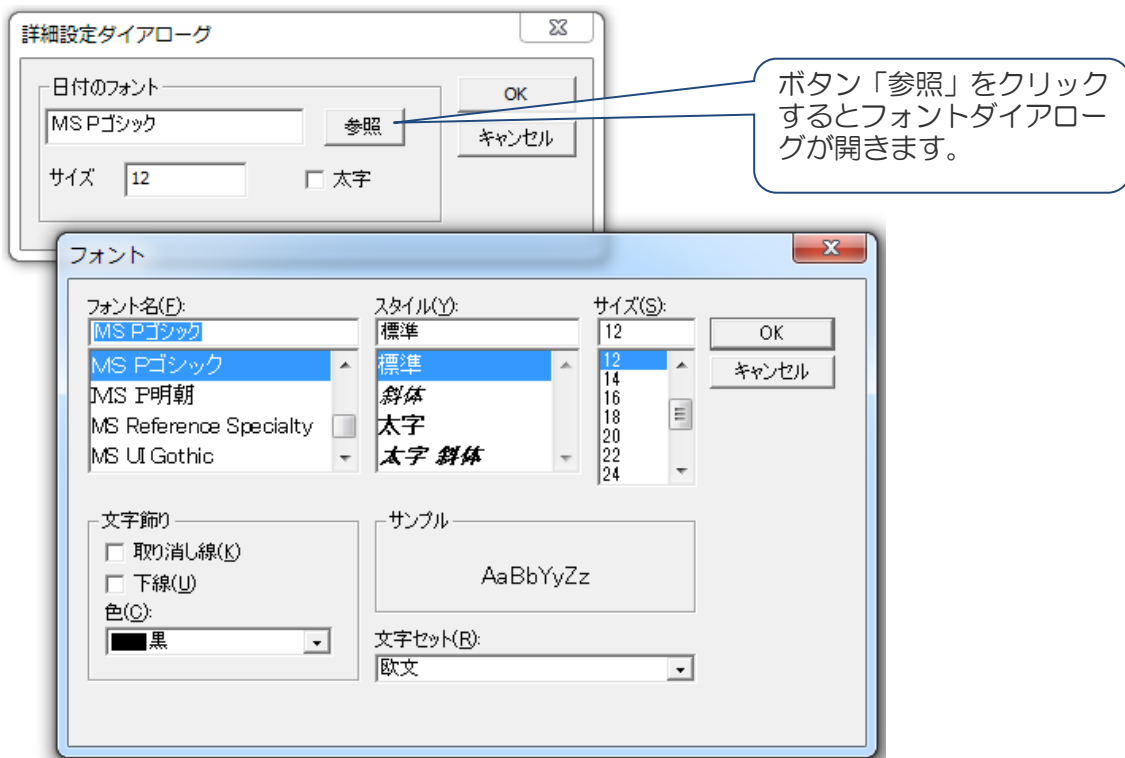 詳細設定ダイアローグ
日付のフォント
MS Pゴシック
参照
サイズ
12
太字
OK
キャンセル
ボタン「参照」をクリック
するとフォントダイアロー
グが開きます。
フォント
フォント名(F):
MS Pゴシック
MS Pゴシック
MS P明朝
MS Reference Specialty
MS UI Gothic
スタイル(Y):
標準
標準
斜体
太字
太字 斜体
サイズ(S):
12
12
14
16
18
20
22
24
OK
キャンセル
文字飾り
取り消し線(K)
下線(U)
色(C):
黒
サンプル
AaBbYyZz
文字セット(R):
欧文